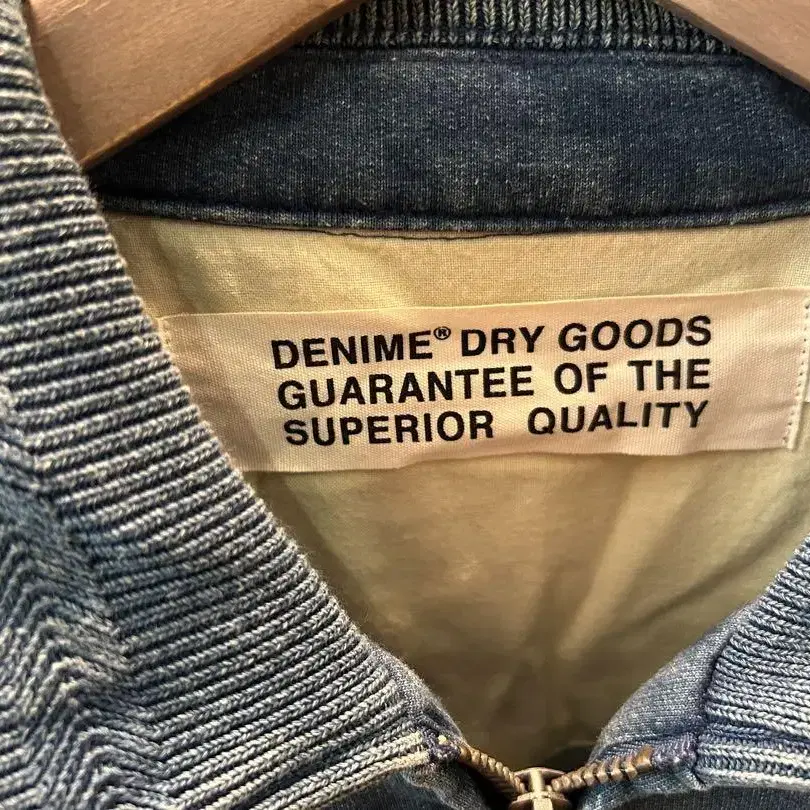 DENIME® DRY GOODS
GUARANTEE OF THE
SUPERIOR QUALITY